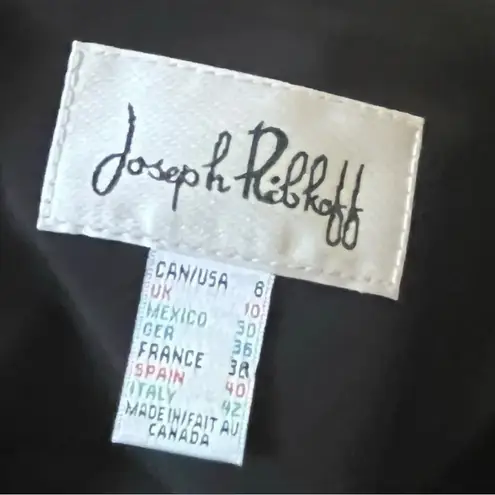 Joseph Ribkoff
CAN/USA 8
UK 10
MEXICO 30
GER 36
FRANCE 38
SPAIN 40
ITALY 42
MADE IN/FAIT AU
CANADA